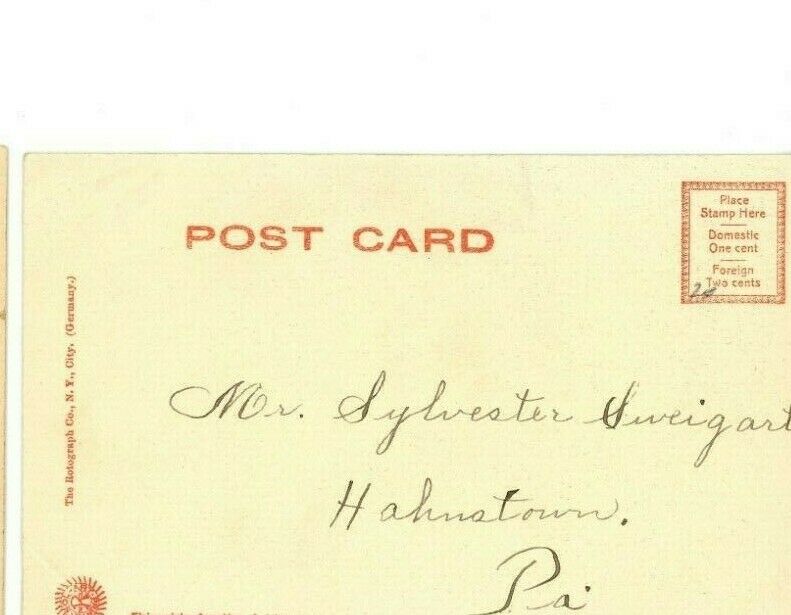 POST CARD
Place
Stamp Here
Domestic
One cent
Foreign
Two cents
The Rotograph Co., N. Y., City. (Germany.)
Mr. Sylvester Sweigart
Hahnstown.
Pa